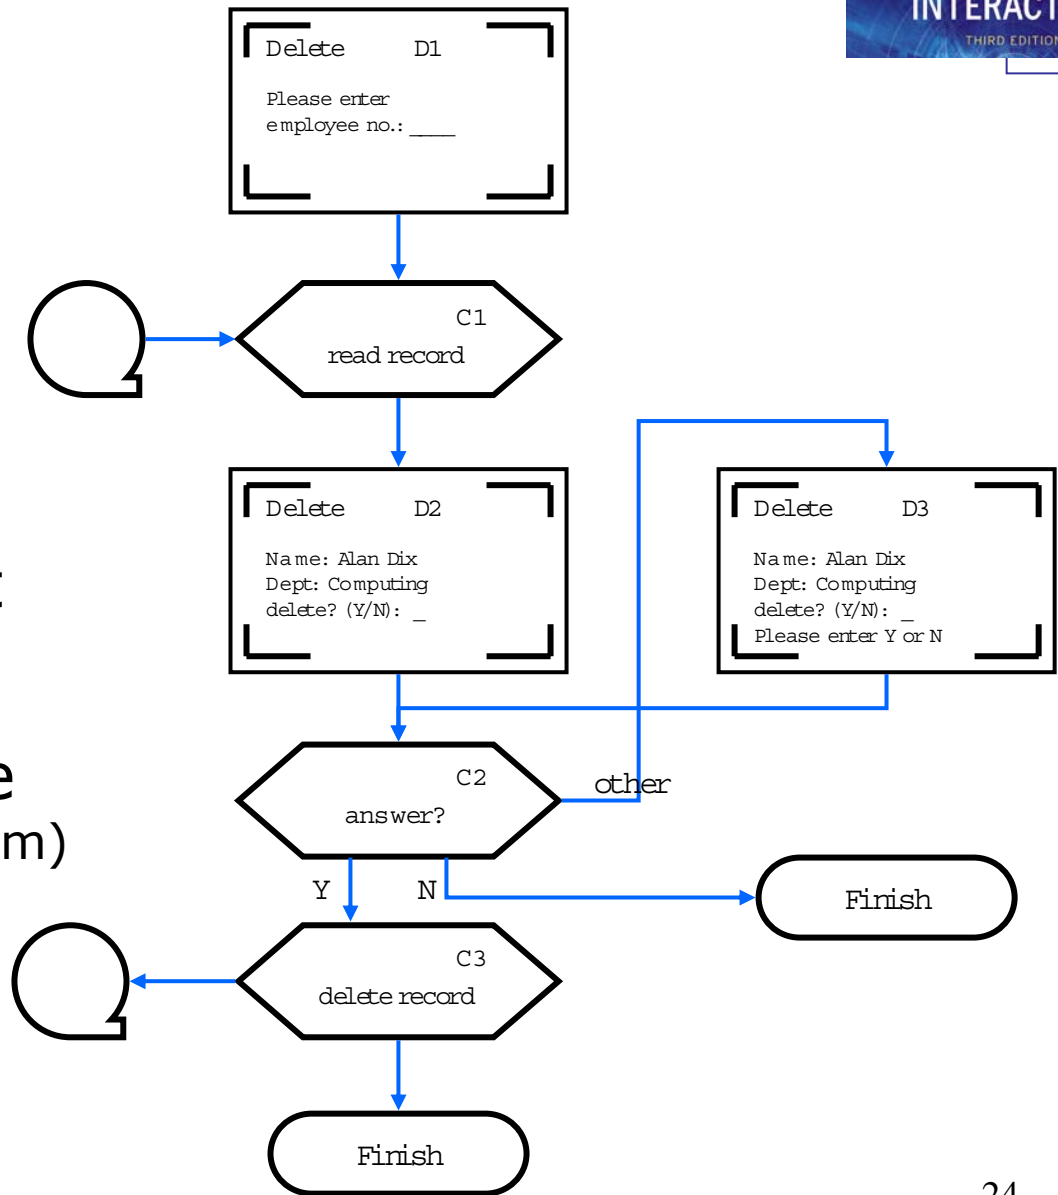 INTERACT
THIRD EDITION
Delete D1
Please enter
employee no.: ____
C1
read record
Delete D2
Name: Alan Dix
Dept: Computing
delete? (Y/N): _
Delete D3
Name: Alan Dix
Dept: Computing
delete? (Y/N): _
Please enter Y or N
C2
answer?
other
e
m)
Y N
Finish
C3
delete record
Finish
24